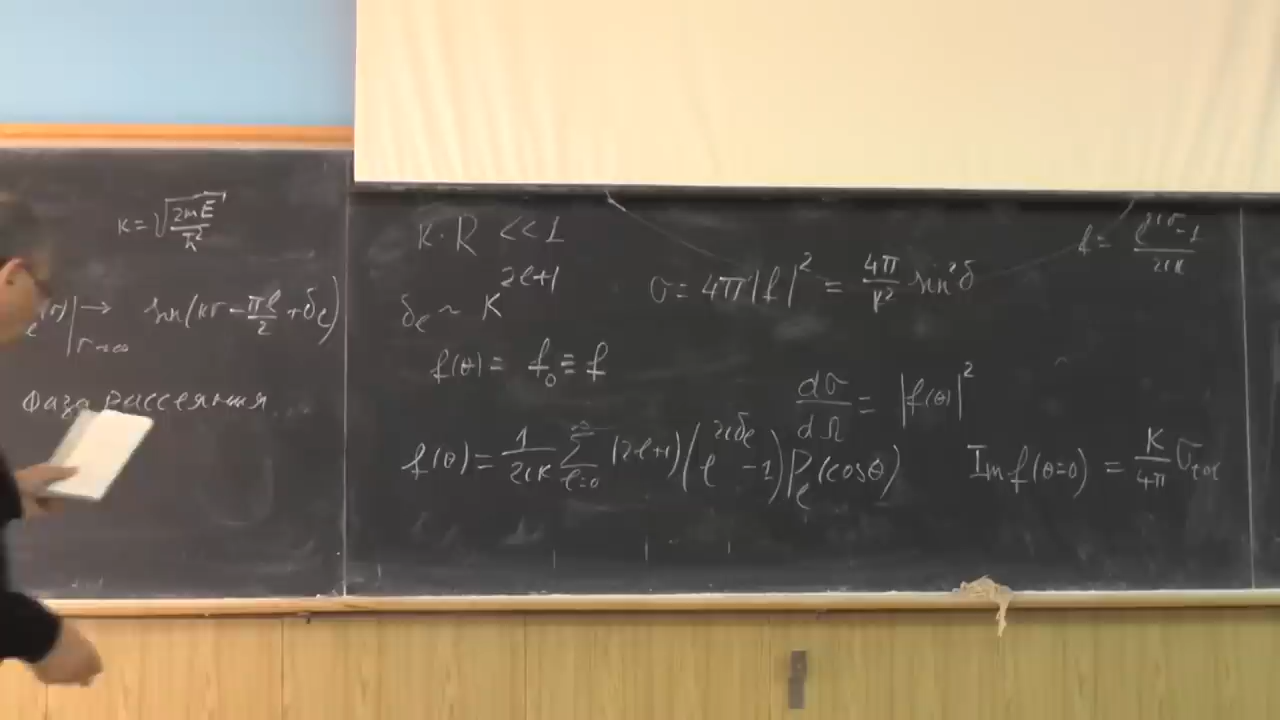 k = √(2mE/ħ²)
(r)|r→∞ → sin(kr - πl/2 + δ_l)
Фаза рассеяния...
k·R << 1
δ_l ~ k^(2l+1)
f(θ) = f_0 ≡ f
f(θ) = 1/(2ik) ∑_{l=0}^∞ (2l+1)(e^{2iδ_l} - 1)P_l(cosθ)
σ = 4π|f|² = 4π/k² sin²δ
dσ/dΩ = |f(θ)|²
f = (e^{2iδ} - 1)/(2ik)
Im f(θ=0) = k/4π σ_tot